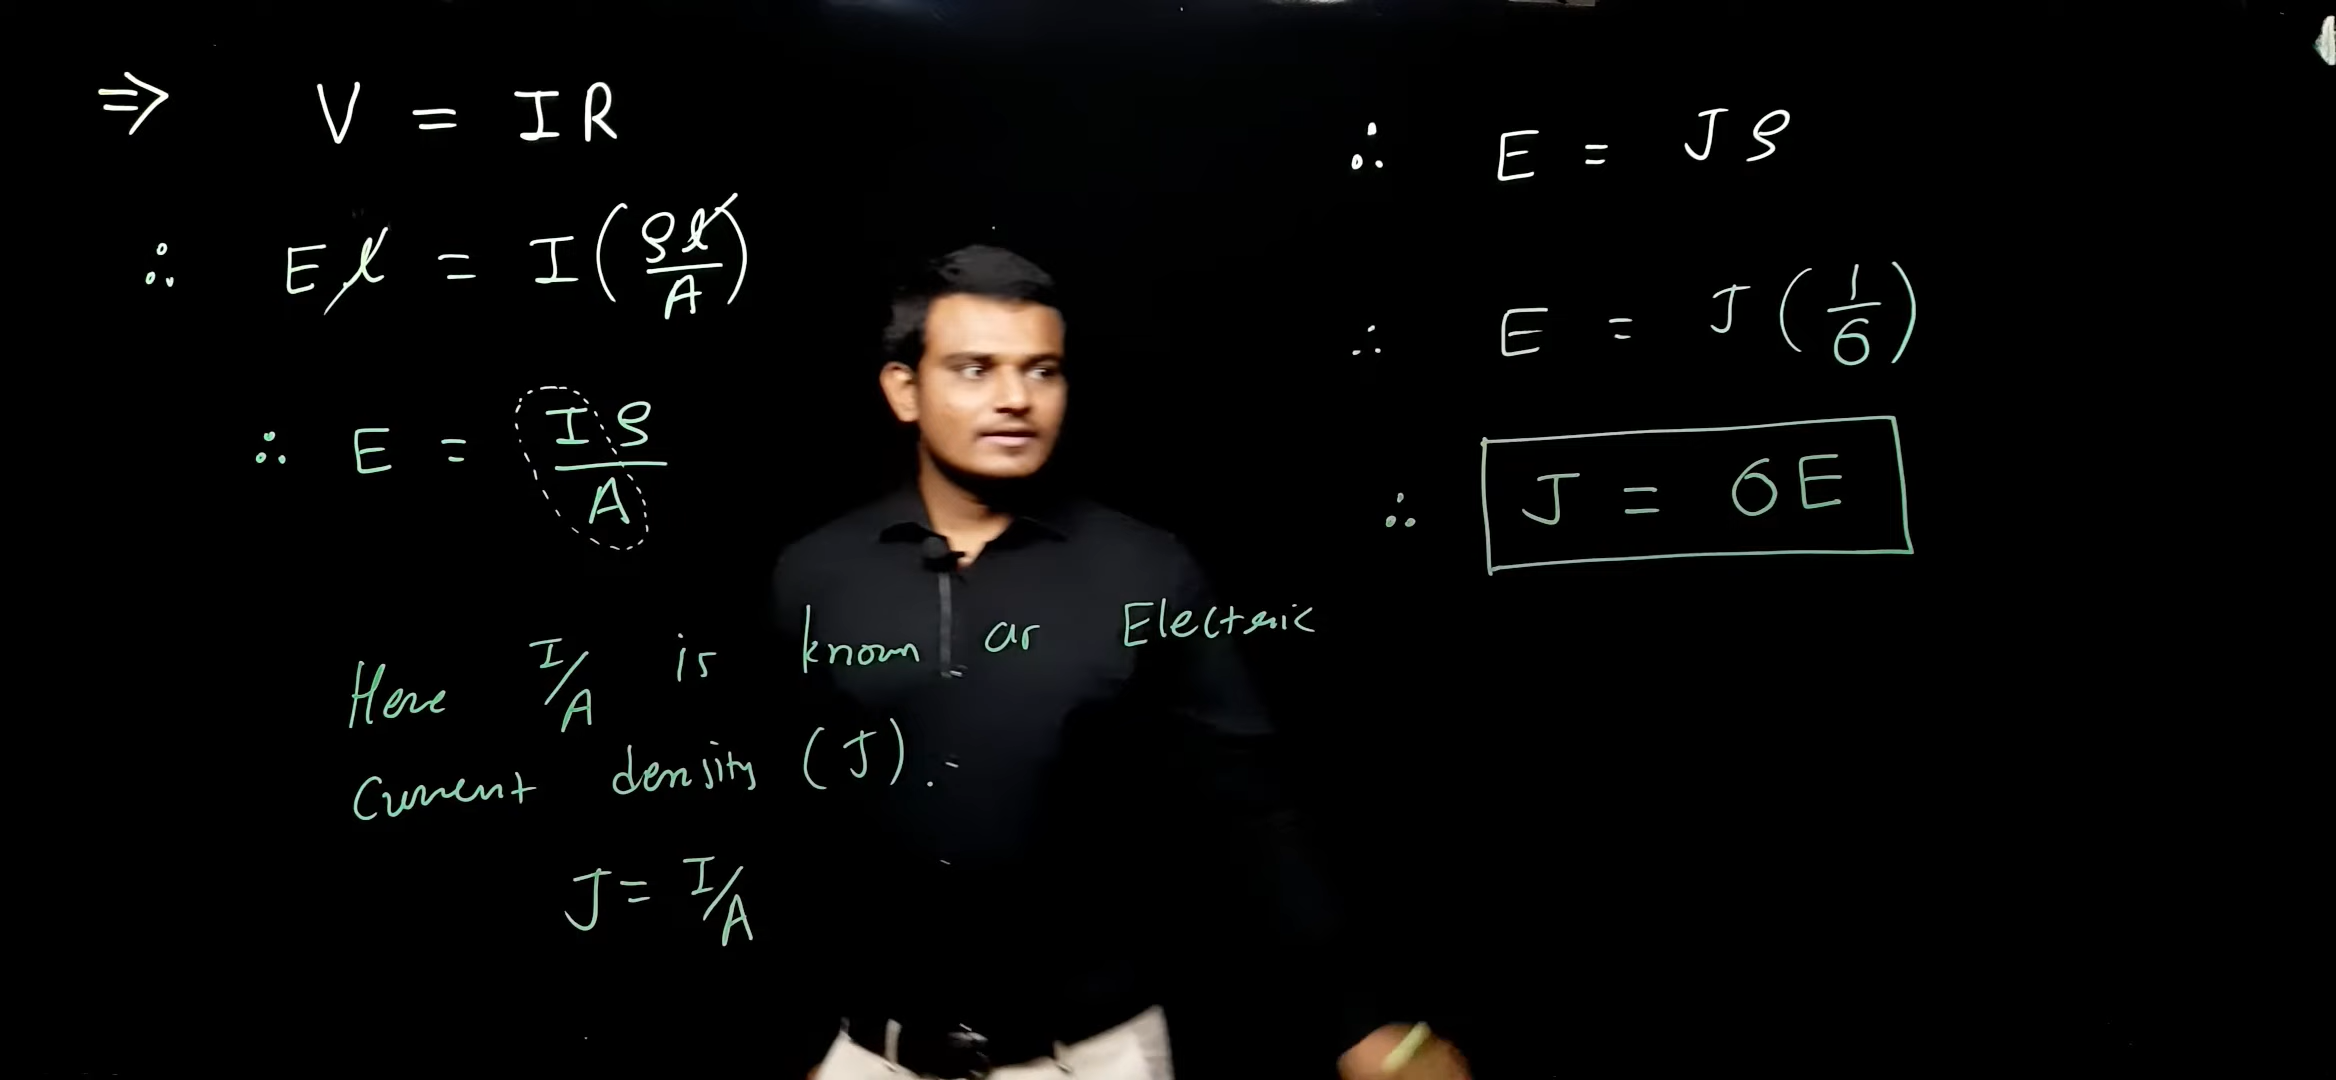 ⇒ V = IR
∴ El = I(ρl/A)
∴ E = Iρ/A
Here I/A is known as Electric
Current density (J).
J = I/A
∴ E = Jρ
∴ E = J(1/σ)
∴ J = σE